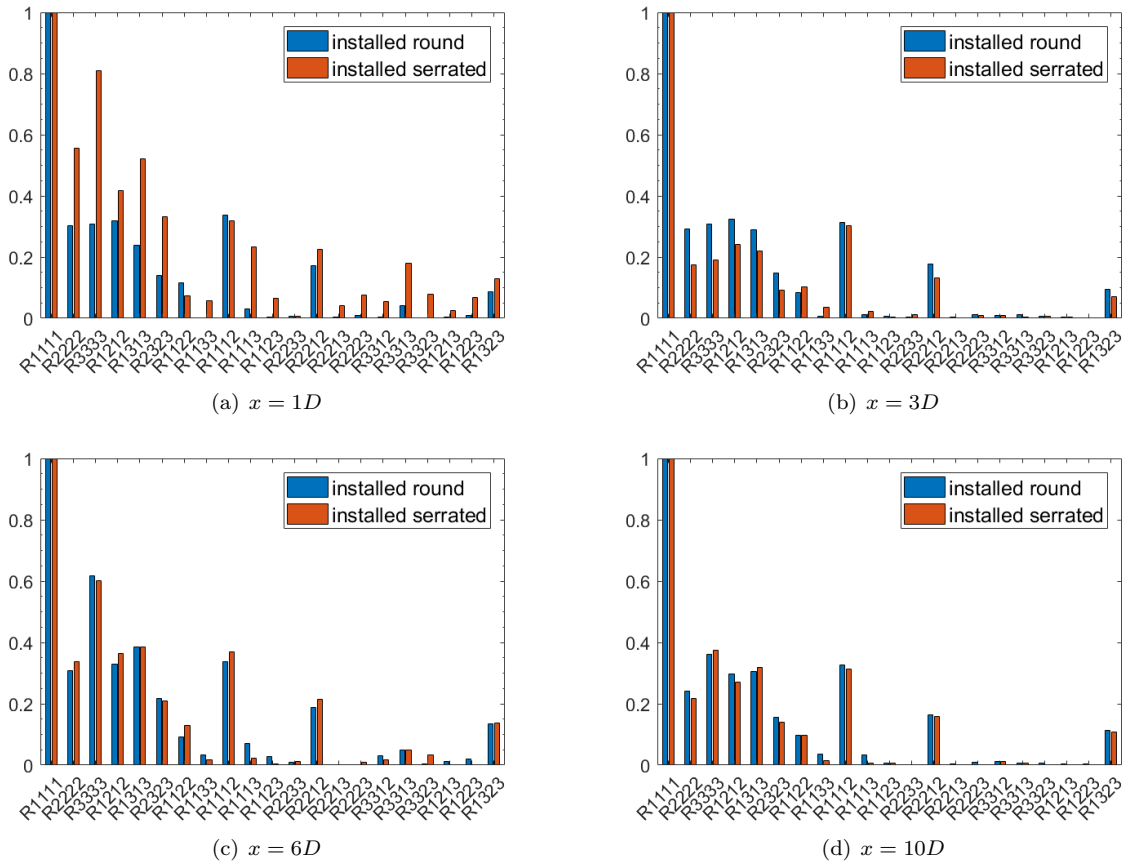 1
0.8
0.6
0.4
0.2
0
installed round
installed serrated
R1111 R2222 R3333 R1212 R1313 R2323 R1122 R1133 R1112 R1113 R1123 R2233 R2212 R2213 R2223 R3312 R3313 R3323 R1213 R1223 R1323
(a) x = 1D
1
0.8
0.6
0.4
0.2
0
installed round
installed serrated
R1111 R2222 R3333 R1212 R1313 R2323 R1122 R1133 R1112 R1113 R1123 R2233 R2212 R2213 R2223 R3312 R3313 R3323 R1213 R1223 R1323
(b) x = 3D
1
0.8
0.6
0.4
0.2
0
installed round
installed serrated
R1111 R2222 R3333 R1212 R1313 R2323 R1122 R1133 R1112 R1113 R1123 R2233 R2212 R2213 R2223 R3312 R3313 R3323 R1213 R1223 R1323
(c) x = 6D
1
0.8
0.6
0.4
0.2
0
installed round
installed serrated
R1111 R2222 R3333 R1212 R1313 R2323 R1122 R1133 R1112 R1113 R1123 R2233 R2212 R2213 R2223 R3312 R3313 R3323 R1213 R1223 R1323
(d) x = 10D